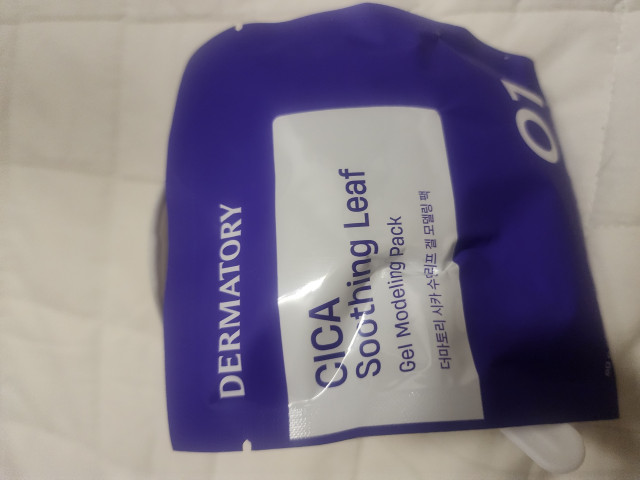 DERMATORY
CICA
Soothing Leaf
Gel Modeling Pack
더마토리 시카 수딩리프 겔 모델링 팩
01